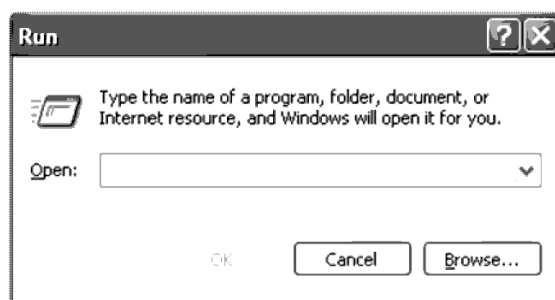 Run
Type the name of a program, folder, document, or
Internet resource, and Windows will open it for you.
Open:
OK Cancel Browse...